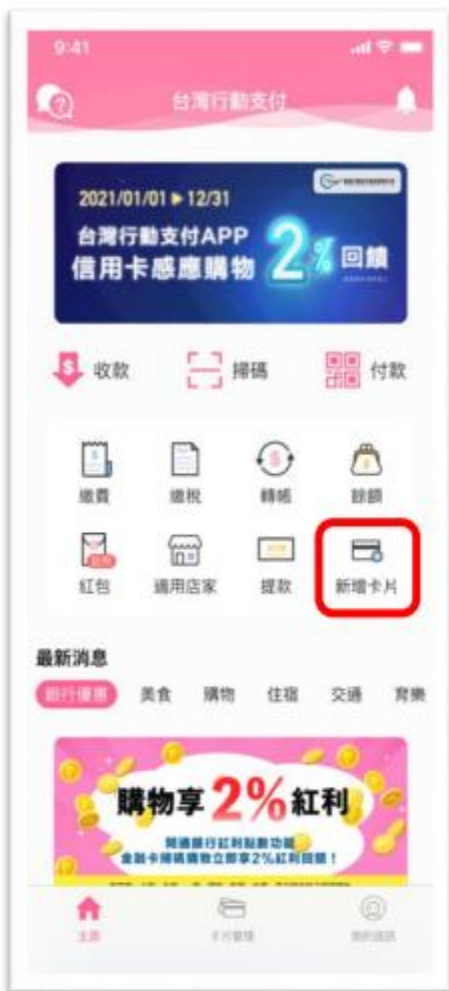 9:41
台灣行動支付
2021/01/01 ▶ 12/31
台灣行動支付APP
信用卡感應購物 2% 回饋
收款 掃碼 付款
繳費 繳稅 轉帳 餘額
紅包 適用店家 提款 新增卡片
最新消息
銀行優惠 美食 購物 住宿 交通 育樂
購物享2%紅利
開通銀行紅利點數功能
金融卡掃碼購物立即享2%紅利回饋！
主頁 卡片管理 我的資訊